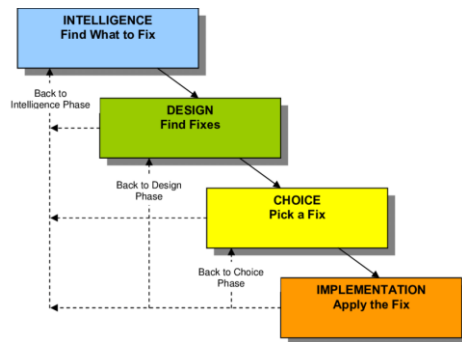 INTELLIGENCE
Find What to Fix
Back to
Intelligence Phase
DESIGN
Find Fixes
Back to Design
Phase
CHOICE
Pick a Fix
Back to Choice
Phase
IMPLEMENTATION
Apply the Fix